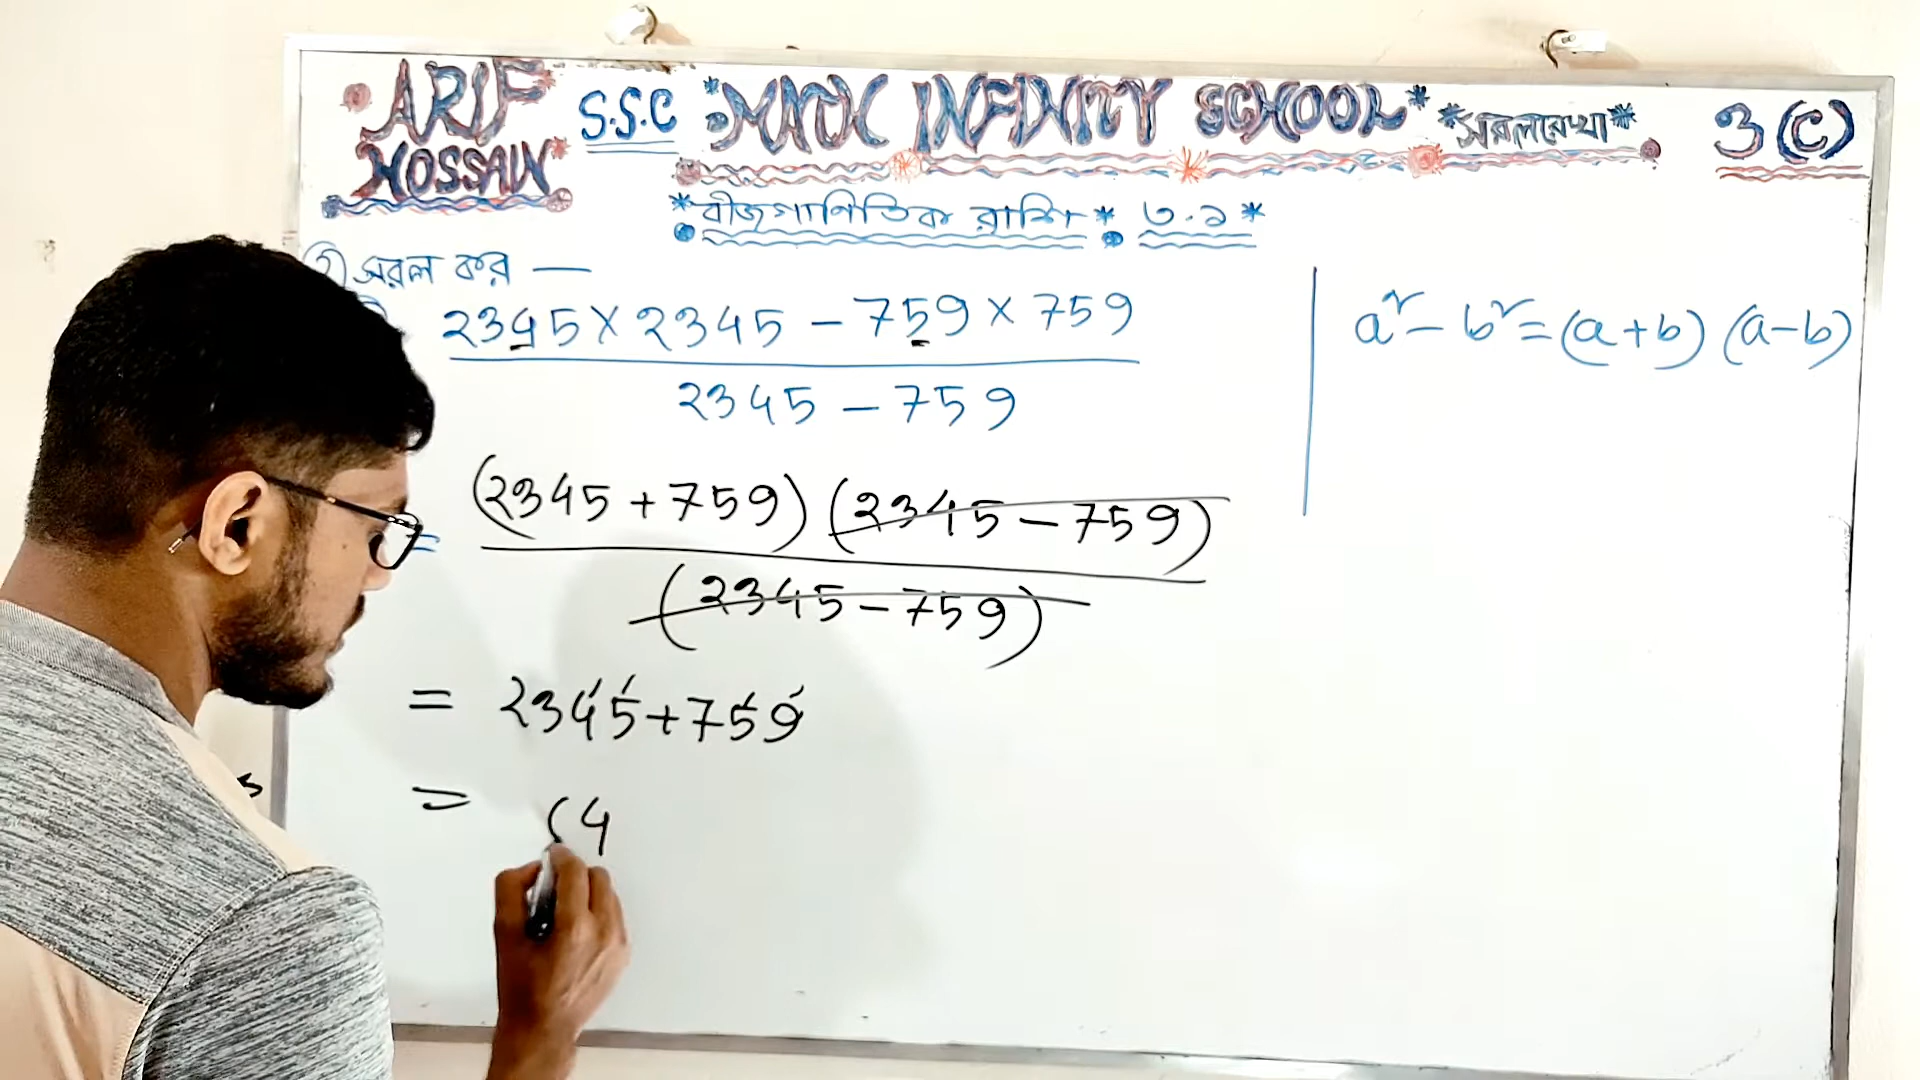 ARIF HOSSAIN S.S.C MATH INFINITY SCHOOL *সরলরেখা* 3(C)
*বীজগাণিতিক রাশি* ৩.১*
সরল কর —
2345 × 2345 − 759 × 759
2345 − 759
a² − b² = (a+b) (a−b)
= (2345 + 759) (2345 − 759)
(2345 − 759)
= 2345 + 759
= 4